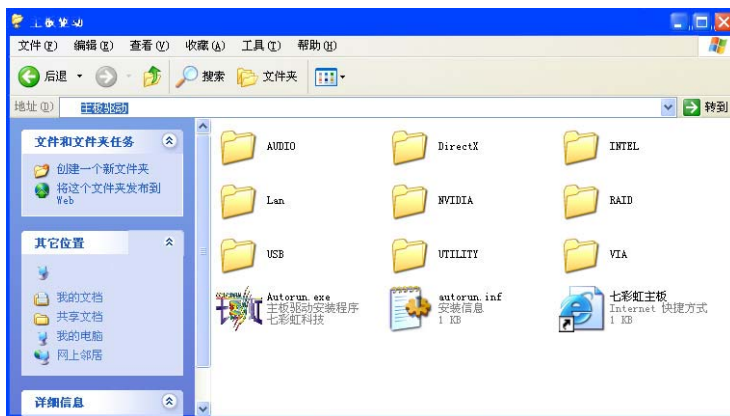 主板驱动
文件(F) 编辑(E) 查看(V) 收藏(A) 工具(T) 帮助(H)
后退 搜索 文件夹
地址(D) 主板驱动 转到
文件和文件夹任务
创建一个新文件夹
将这个文件夹发布到
Web
其它位置
我的文档
共享文档
我的电脑
网上邻居
详细信息
AUDIO DirectX INTEL
Lan NVIDIA RAID
USB UTILITY VIA
Autorun.exe
主板驱动安装程序
七彩虹科技
autorun.inf
安装信息
1 KB
七彩虹主板
Internet 快捷方式
1 KB